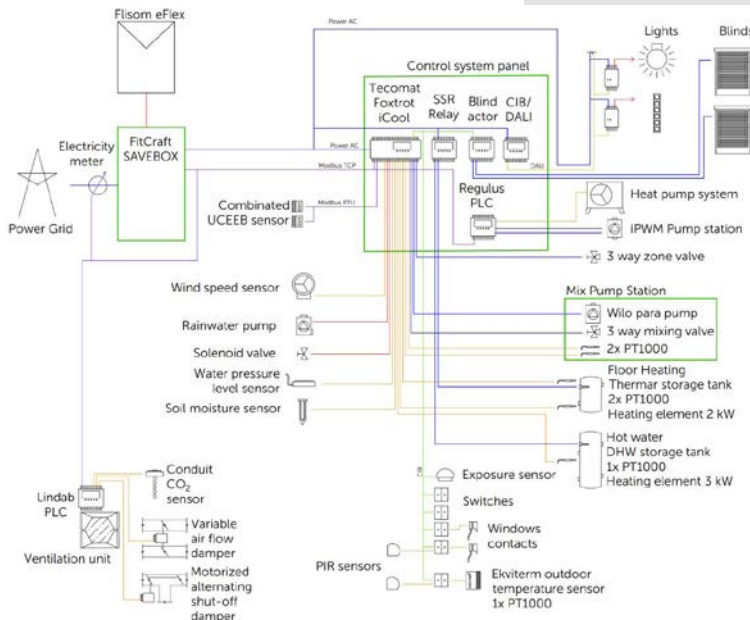 Flisom eFlex
Power AC
Lights
Blinds
Control system panel
Tecomat
Foxtrot
iCool
SSR
Relay
Blind
actor
CIB/
DALI
Electricity
meter
FitCraft
SAVEBOX
Power AC
Modbus TCP
DALI
Power Grid
Combinated
UCEEB sensor
Modbus RTU
Regulus
PLC
Heat pump system
iPWM Pump station
3 way zone valve
Wind speed sensor
Mix Pump Station
Rainwater pump
Wilo para pump
3 way mixing valve
Solenoid valve
2x PT1000
Water pressure
level sensor
Floor Heating
Thermar storage tank
2x PT1000
Heating element 2 kW
Soil moisture sensor
Hot water
DHW storage tank
1x PT1000
Heating element 3 kW
CIB
Conduit
CO2
sensor
Exposure sensor
Lindab
PLC
Switches
Variable
air flow
damper
Windows
contacts
Ventilation unit
PIR sensors
Motorized
alternating
shut-off
damper
Ekviterm outdoor
temperature sensor
1x PT1000